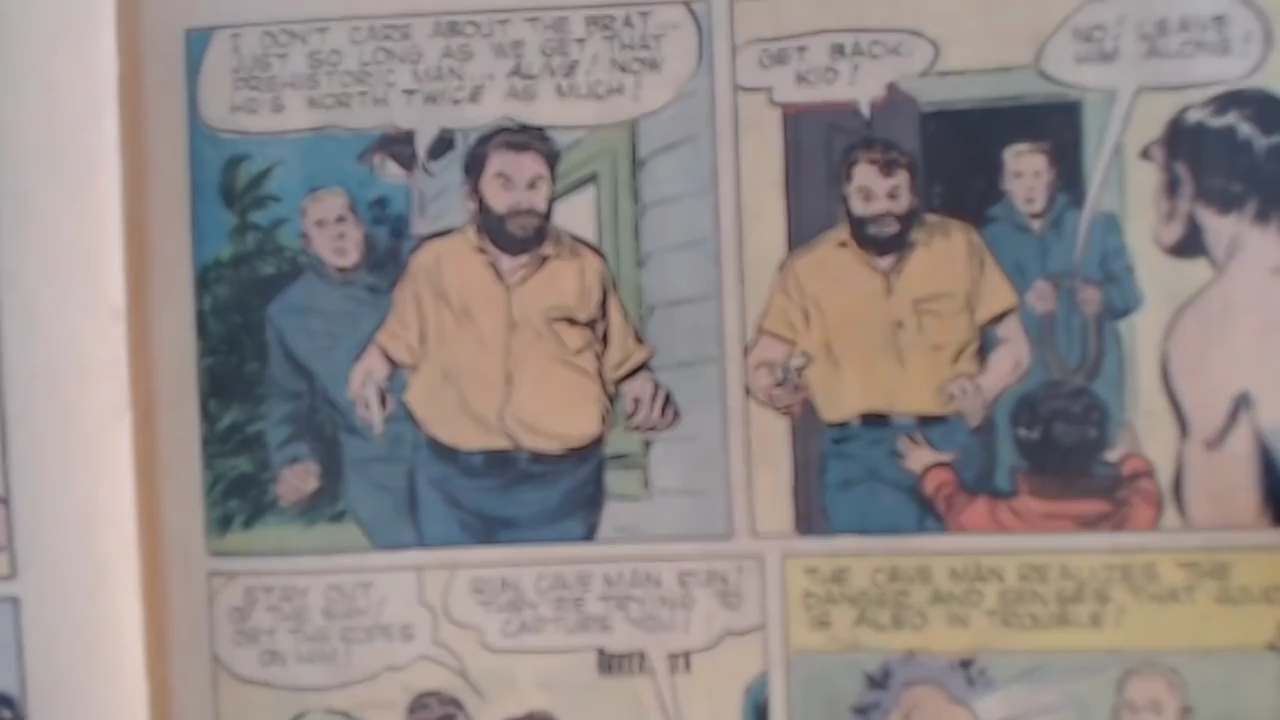 I DON'T CARE ABOUT THE BRAT...
JUST SO LONG AS WE GET THAT
PREHISTORIC MAN... ALIVE! NOW
HE'S WORTH TWICE AS MUCH!
GET BACK
KID!
NO! LEAVE
HIM ALONE!
STAY OUT
OF THE WAY!
GET THE ROPES
ON HIM!
RUN, CAVE MAN, RUN!
THEY'RE TRYING TO
CAPTURE YOU!
THE CAVE MAN REALIZES THE
DANGER AND SENSES THAT
IS ALSO IN TROUBLE!